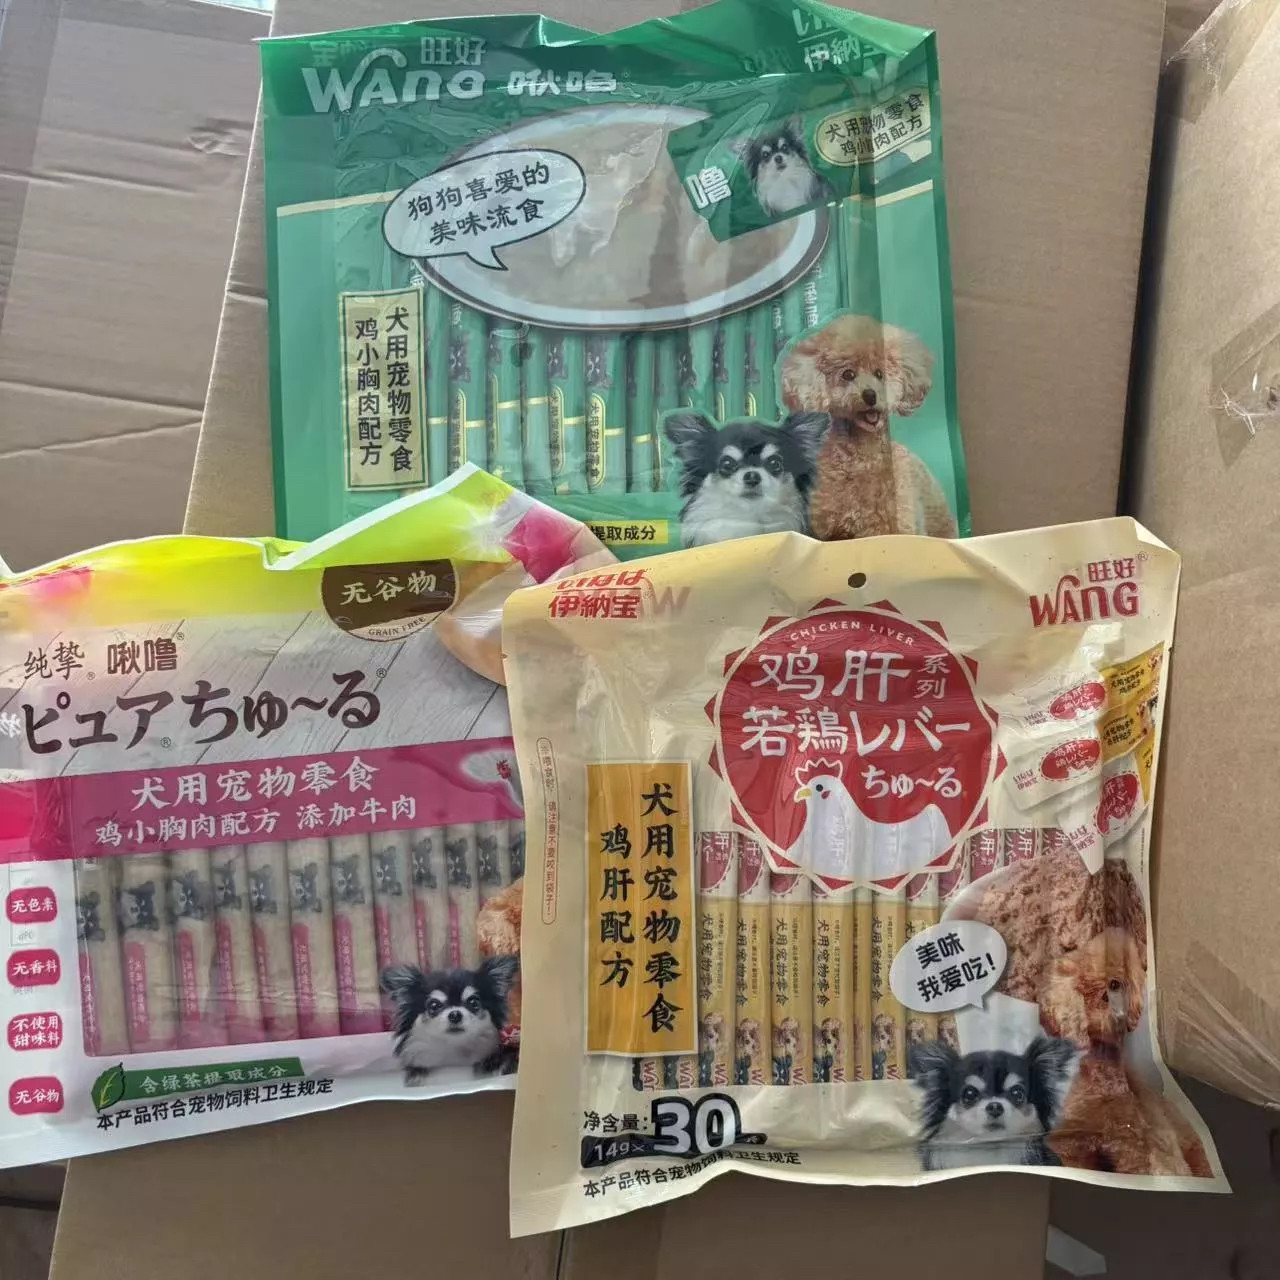 旺好
WANG 啾噜
伊納宝
犬用宠物零食
鸡小胸肉配方
狗狗喜爱的
美味流食
噜
犬用宠物零食
鸡小胸肉配方
提取成分
无谷物
GRAIN FREE
纯挚® 啾噜®
ピュア®ちゅ〜る®
犬用宠物零食
鸡小胸肉配方 添加牛肉
无色素
无香料
不使用
甜味料
无谷物
含绿茶提取成分
本产品符合宠物饲料卫生规定
いなば
伊納宝
旺好®
WANG
CHICKEN LIVER
鸡肝系列
若鶏レバー
ちゅ〜る
犬用宠物零食
鸡肝配方
美味
我爱吃!
净含量:
14g×30
本产品符合宠物饲料卫生规定